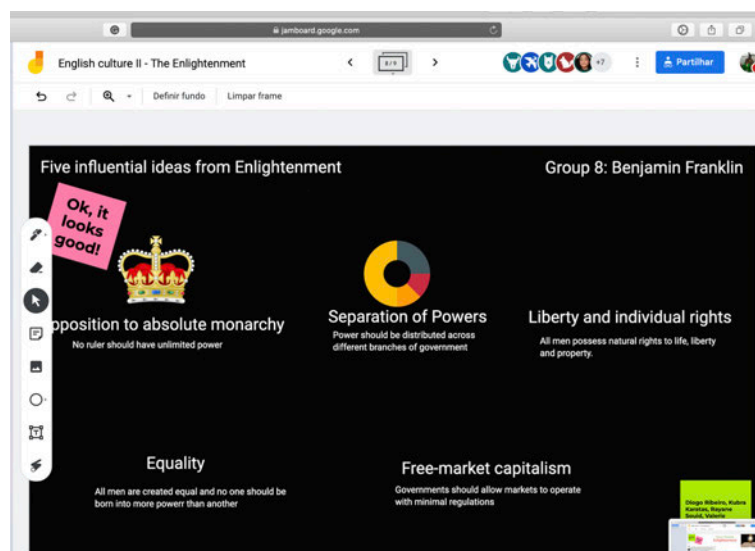 jamboard.google.com
English culture II - The Enlightenment
8/9
+7
Partilhar
Definir fundo
Limpar frame
Five influential ideas from Enlightenment
Group 8: Benjamin Franklin
Ok, it
looks
good!
pposition to absolute monarchy
No ruler should have unlimited power
Separation of Powers
Power should be distributed across
different branches of government
Liberty and individual rights
All men possess natural rights to life, liberty
and property.
Equality
All men are created equal and no one should be
born into more powerr than another
Free-market capitalism
Governments should allow markets to operate
with minimal regulations
Diogo Ribeiro, Kubra
Karatas, Rayane
Souid, Valerie